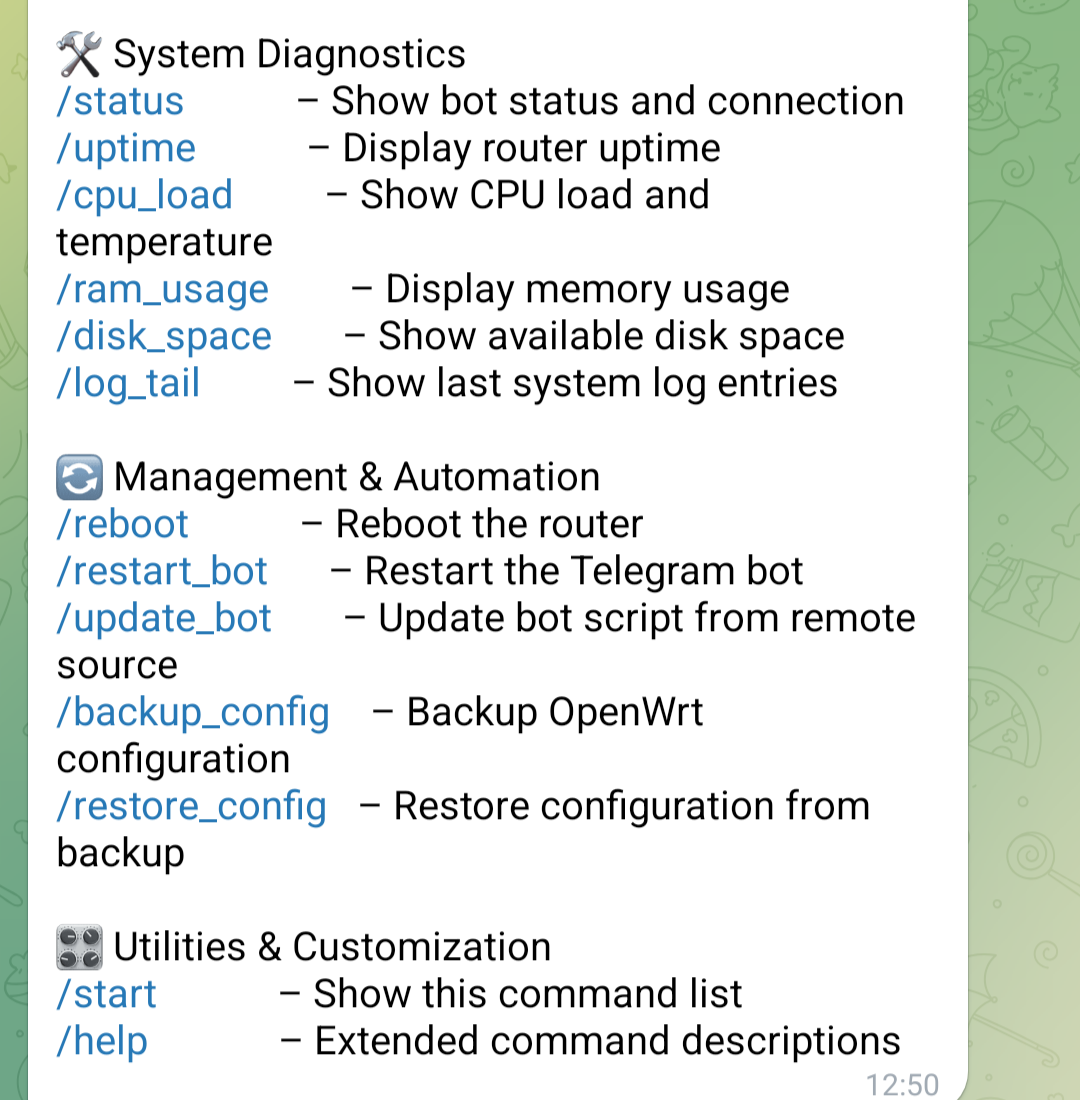 🛠 System Diagnostics
/status – Show bot status and connection
/uptime – Display router uptime
/cpu_load – Show CPU load and
temperature
/ram_usage – Display memory usage
/disk_space – Show available disk space
/log_tail – Show last system log entries
🔄 Management & Automation
/reboot – Reboot the router
/restart_bot – Restart the Telegram bot
/update_bot – Update bot script from remote
source
/backup_config – Backup OpenWrt
configuration
/restore_config – Restore configuration from
backup
🎛 Utilities & Customization
/start – Show this command list
/help – Extended command descriptions
12:50